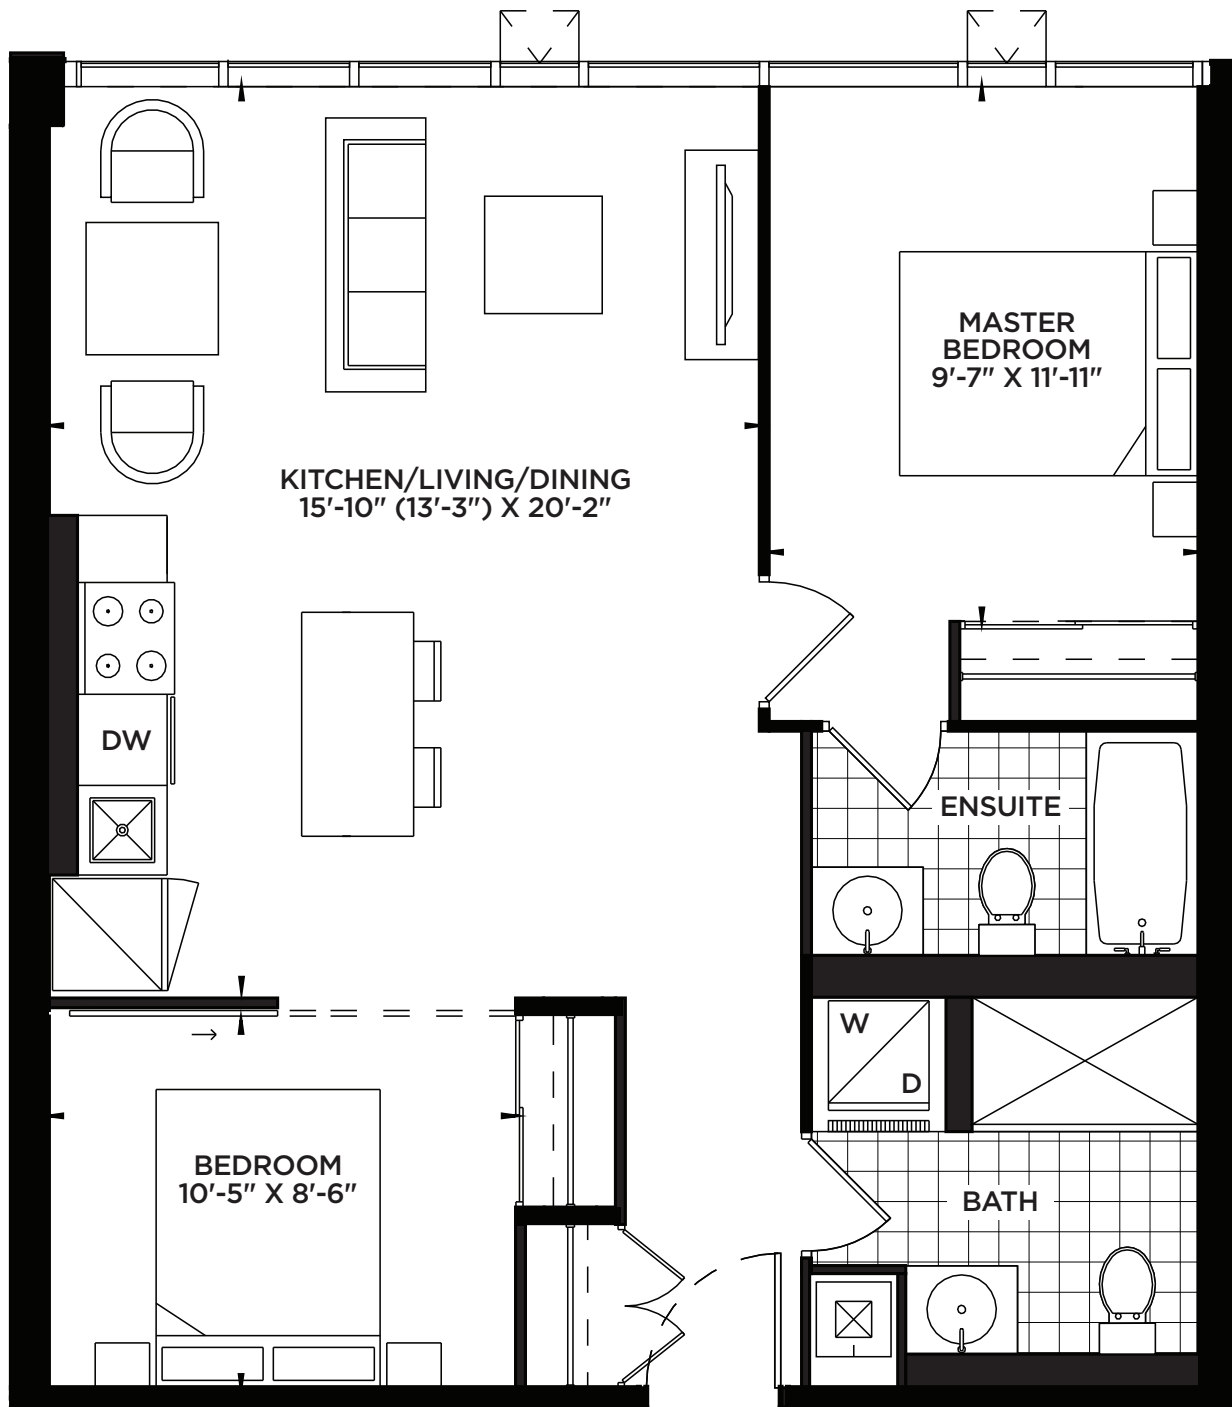 MASTER
BEDROOM
9'-7" X 11'-11"
KITCHEN/LIVING/DINING
15'-10" (13'-3") X 20'-2"
DW
ENSUITE
W
D
BEDROOM
10'-5" X 8'-6"
BATH